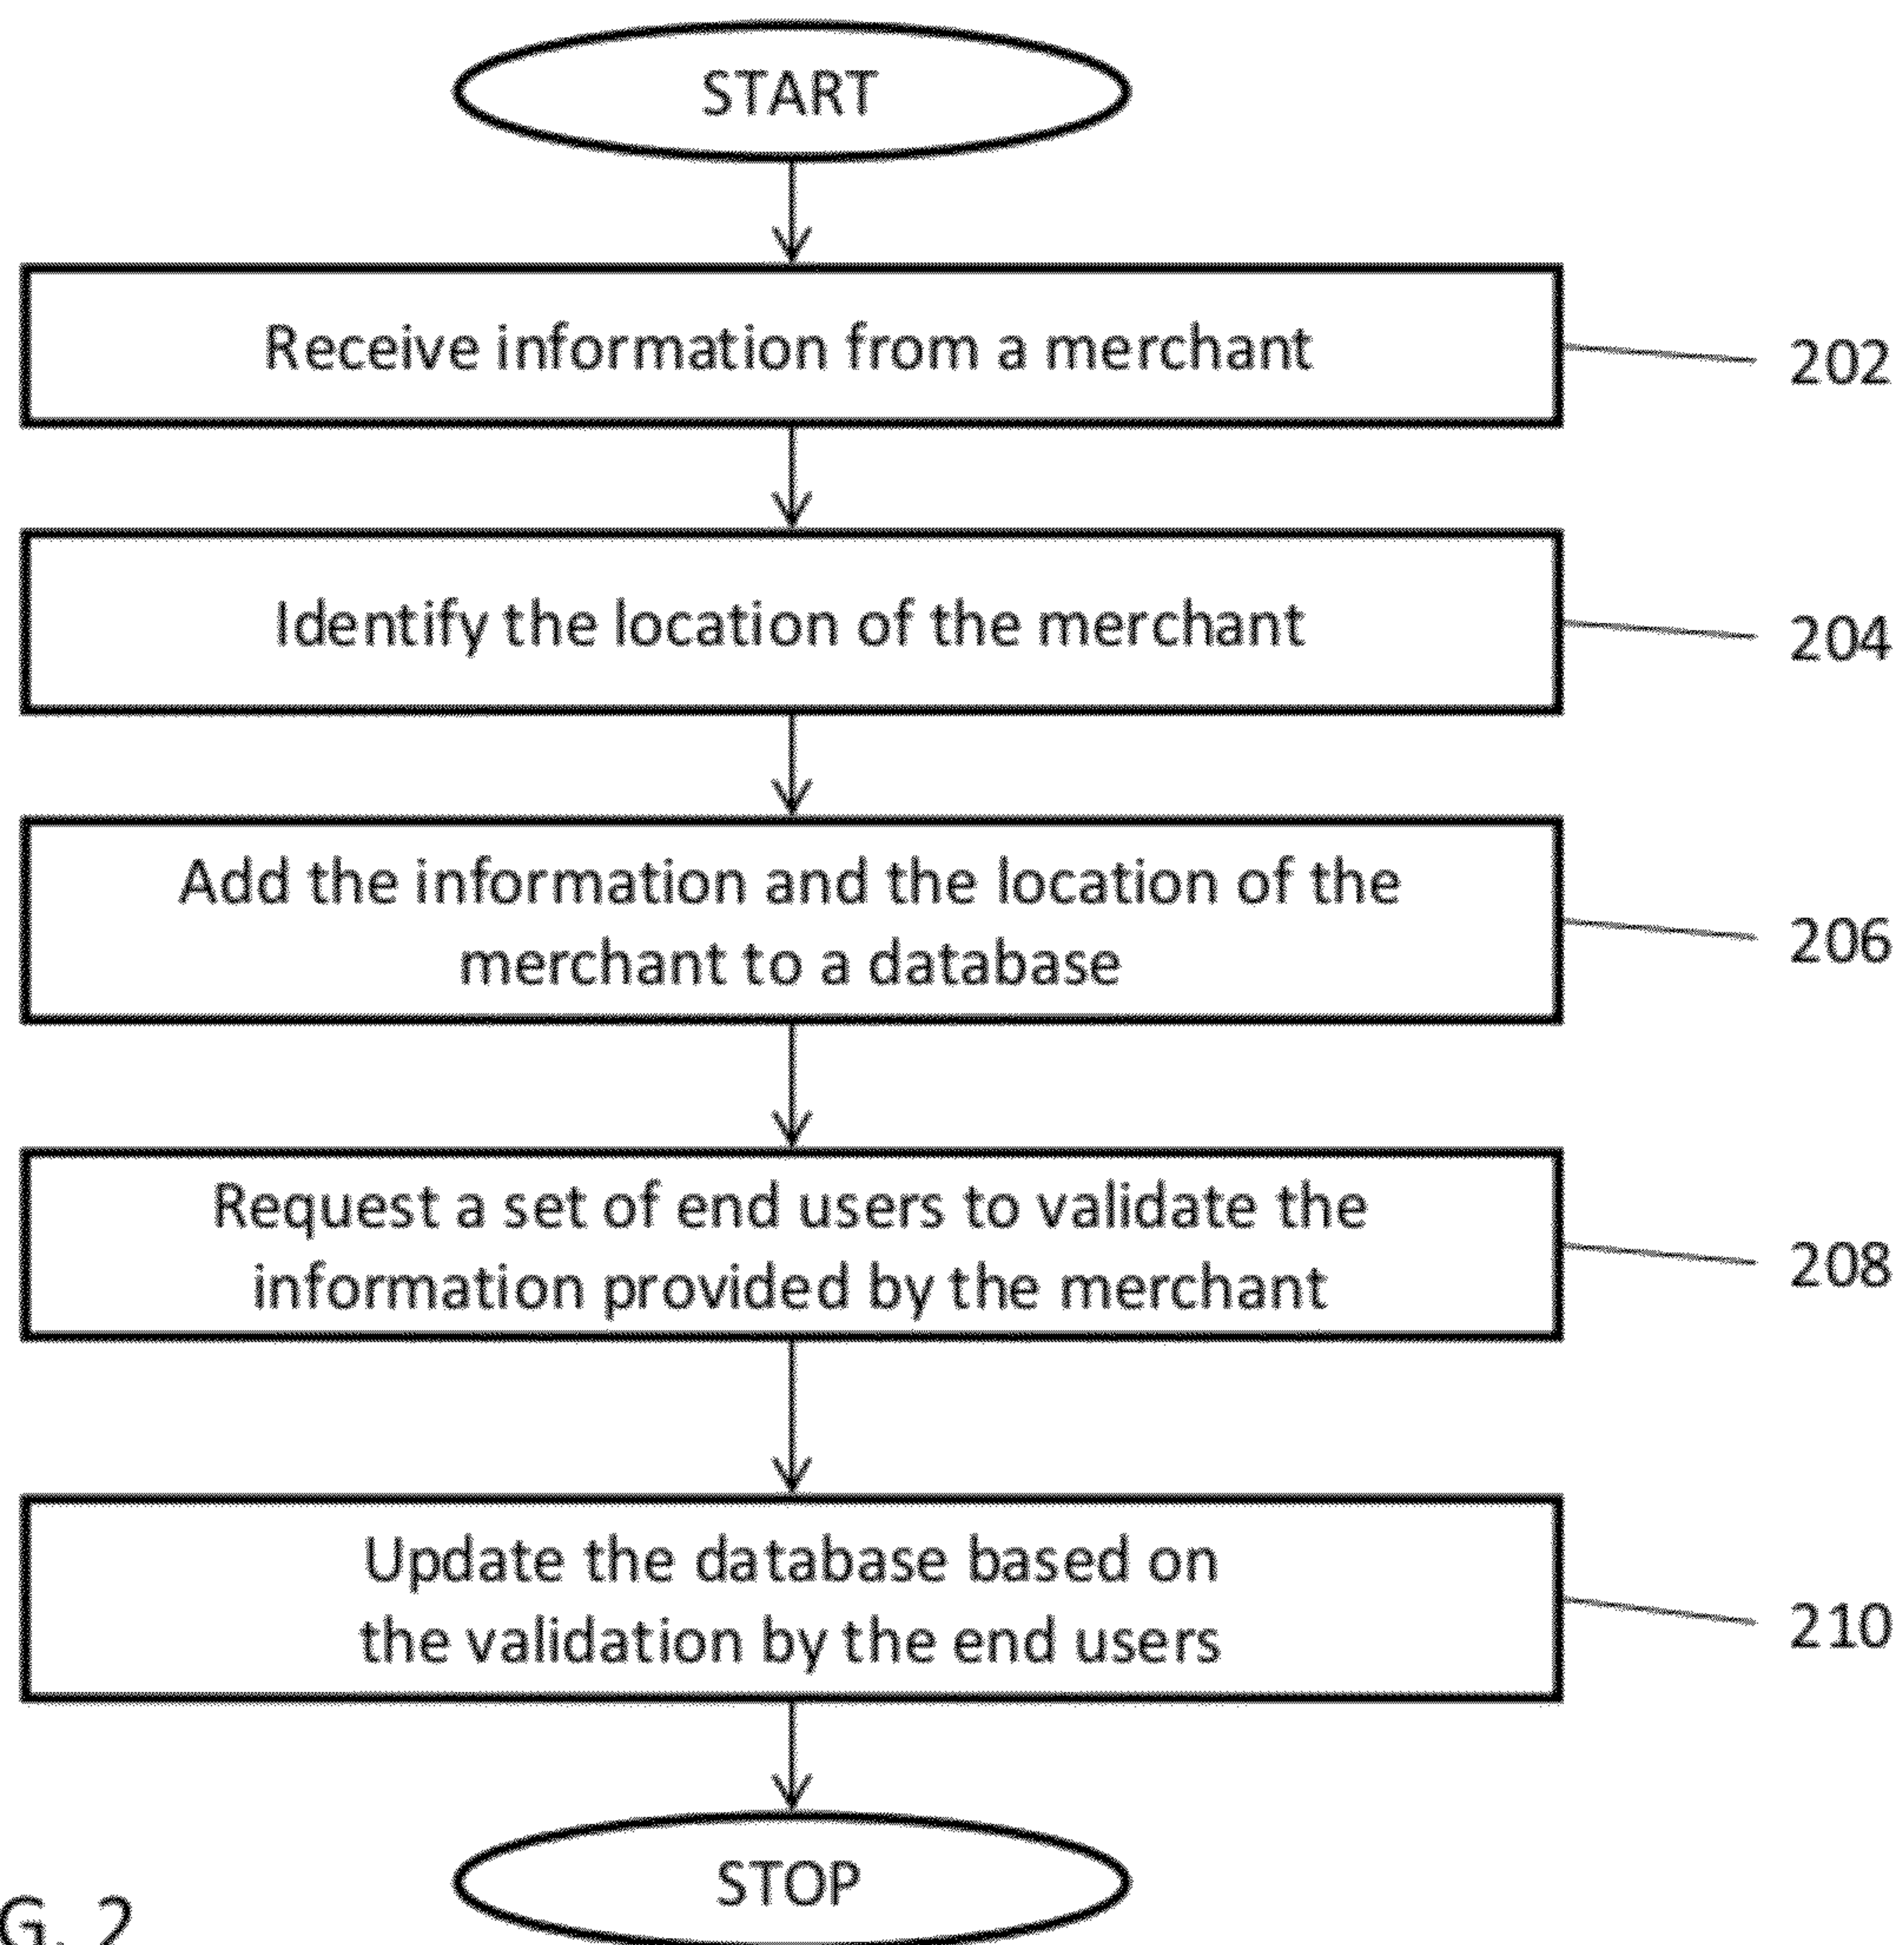 START
Receive information from a merchant
202
Identify the location of the merchant
204
Add the information and the location of the
merchant to a database
206
Request a set of end users to validate the
information provided by the merchant
208
Update the database based on
the validation by the end users
210
STOP
G. 2